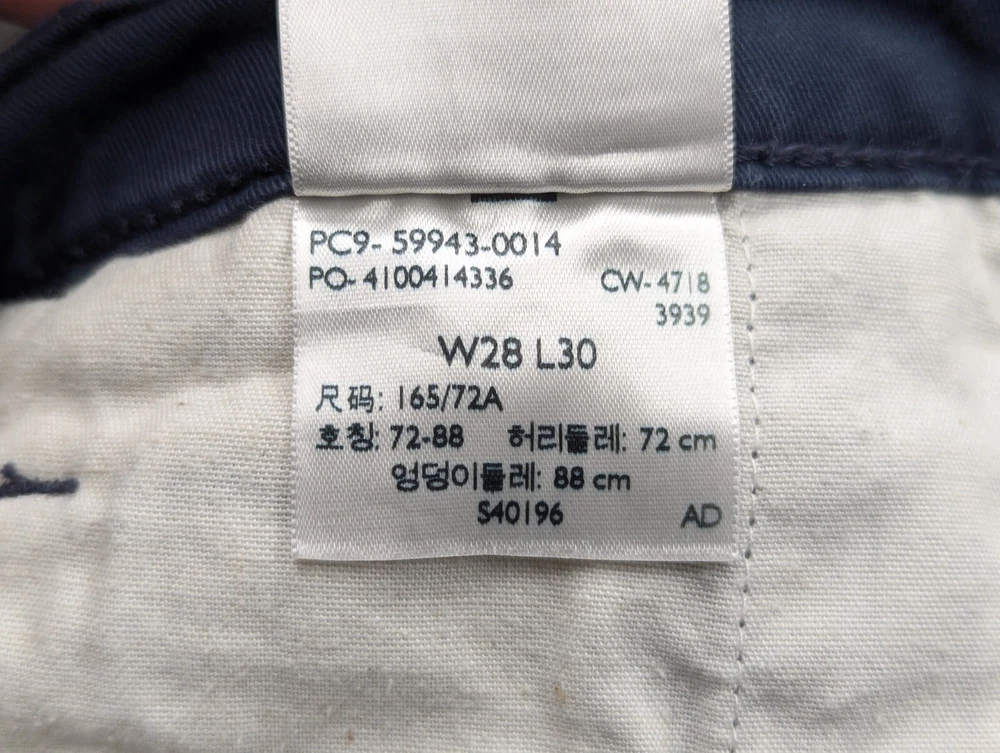 PC9- 59943-0014
PO- 4100414336 CW- 4718
3939
W28 L30
尺码: 165/72A
호칭: 72-88 허리둘레: 72 cm
엉덩이둘레: 88 cm
S40196 AD